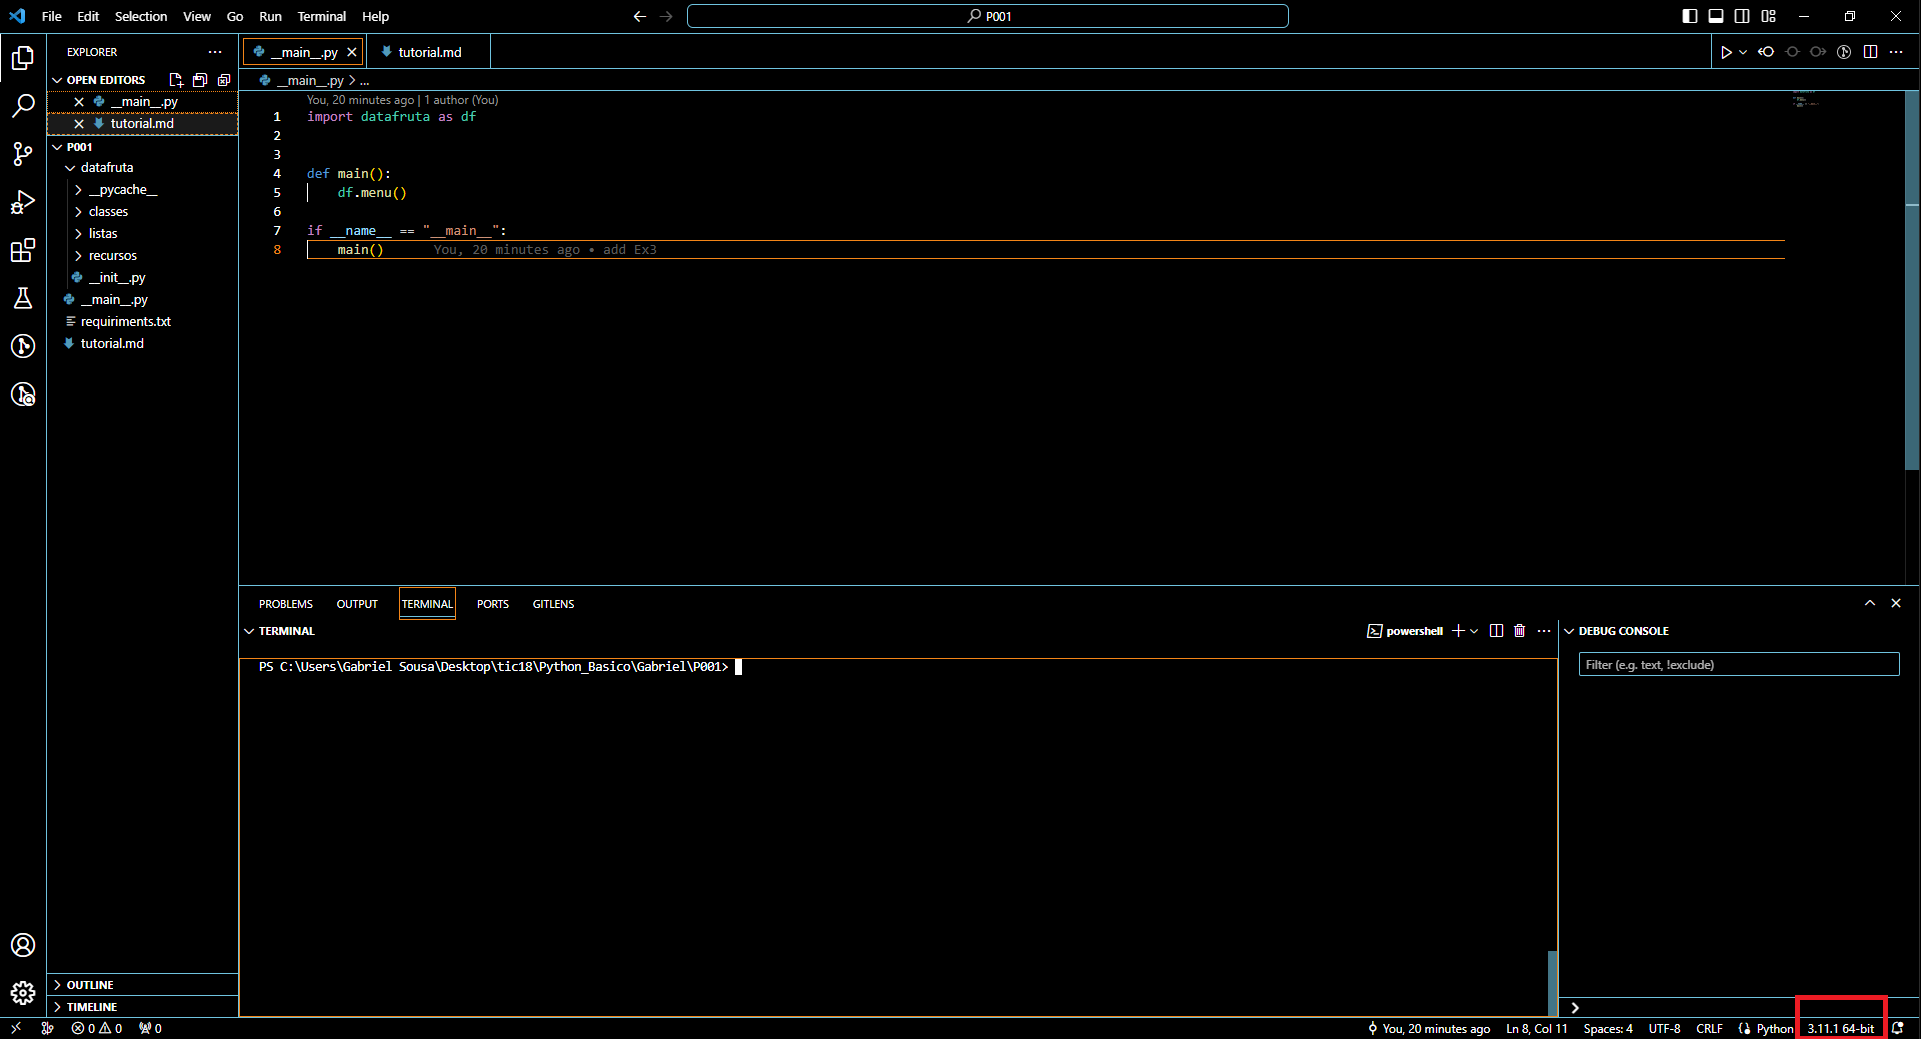 File Edit Selection View Go Run Terminal Help
P001
EXPLORER
OPEN EDITORS
__main__.py
tutorial.md
P001
datafruta
__pycache__
classes
listas
recursos
__init__.py
__main__.py
requiriments.txt
tutorial.md
OUTLINE
TIMELINE
__main__.py tutorial.md
__main__.py > ...
You, 20 minutes ago | 1 author (You)
1 import datafruta as df
2
3
4 def main():
5 df.menu()
6
7 if __name__ == "__main__":
8 main() You, 20 minutes ago • add Ex3
PROBLEMS OUTPUT TERMINAL PORTS GITLENS
TERMINAL
powershell
PS C:\Users\Gabriel Sousa\Desktop\tic18\Python_Basico\Gabriel\P001>
DEBUG CONSOLE
Filter (e.g. text, !exclude)
0 0 0 You, 20 minutes ago Ln 8, Col 11 Spaces: 4 UTF-8 CRLF Python 3.11.1 64-bit